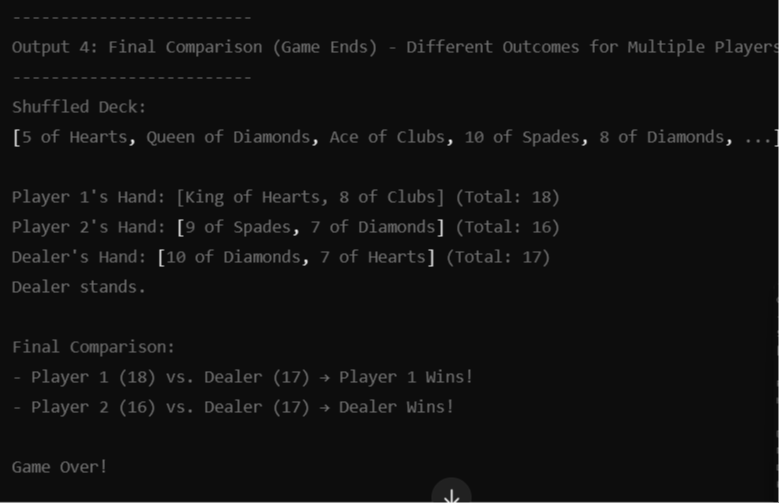 -------------------------
Output 4: Final Comparison (Game Ends) - Different Outcomes for Multiple Players
-------------------------
Shuffled Deck:
[5 of Hearts, Queen of Diamonds, Ace of Clubs, 10 of Spades, 8 of Diamonds, ...]
Player 1's Hand: [King of Hearts, 8 of Clubs] (Total: 18)
Player 2's Hand: [9 of Spades, 7 of Diamonds] (Total: 16)
Dealer's Hand: [10 of Diamonds, 7 of Hearts] (Total: 17)
Dealer stands.
Final Comparison:
- Player 1 (18) vs. Dealer (17) → Player 1 Wins!
- Player 2 (16) vs. Dealer (17) → Dealer Wins!
Game Over!